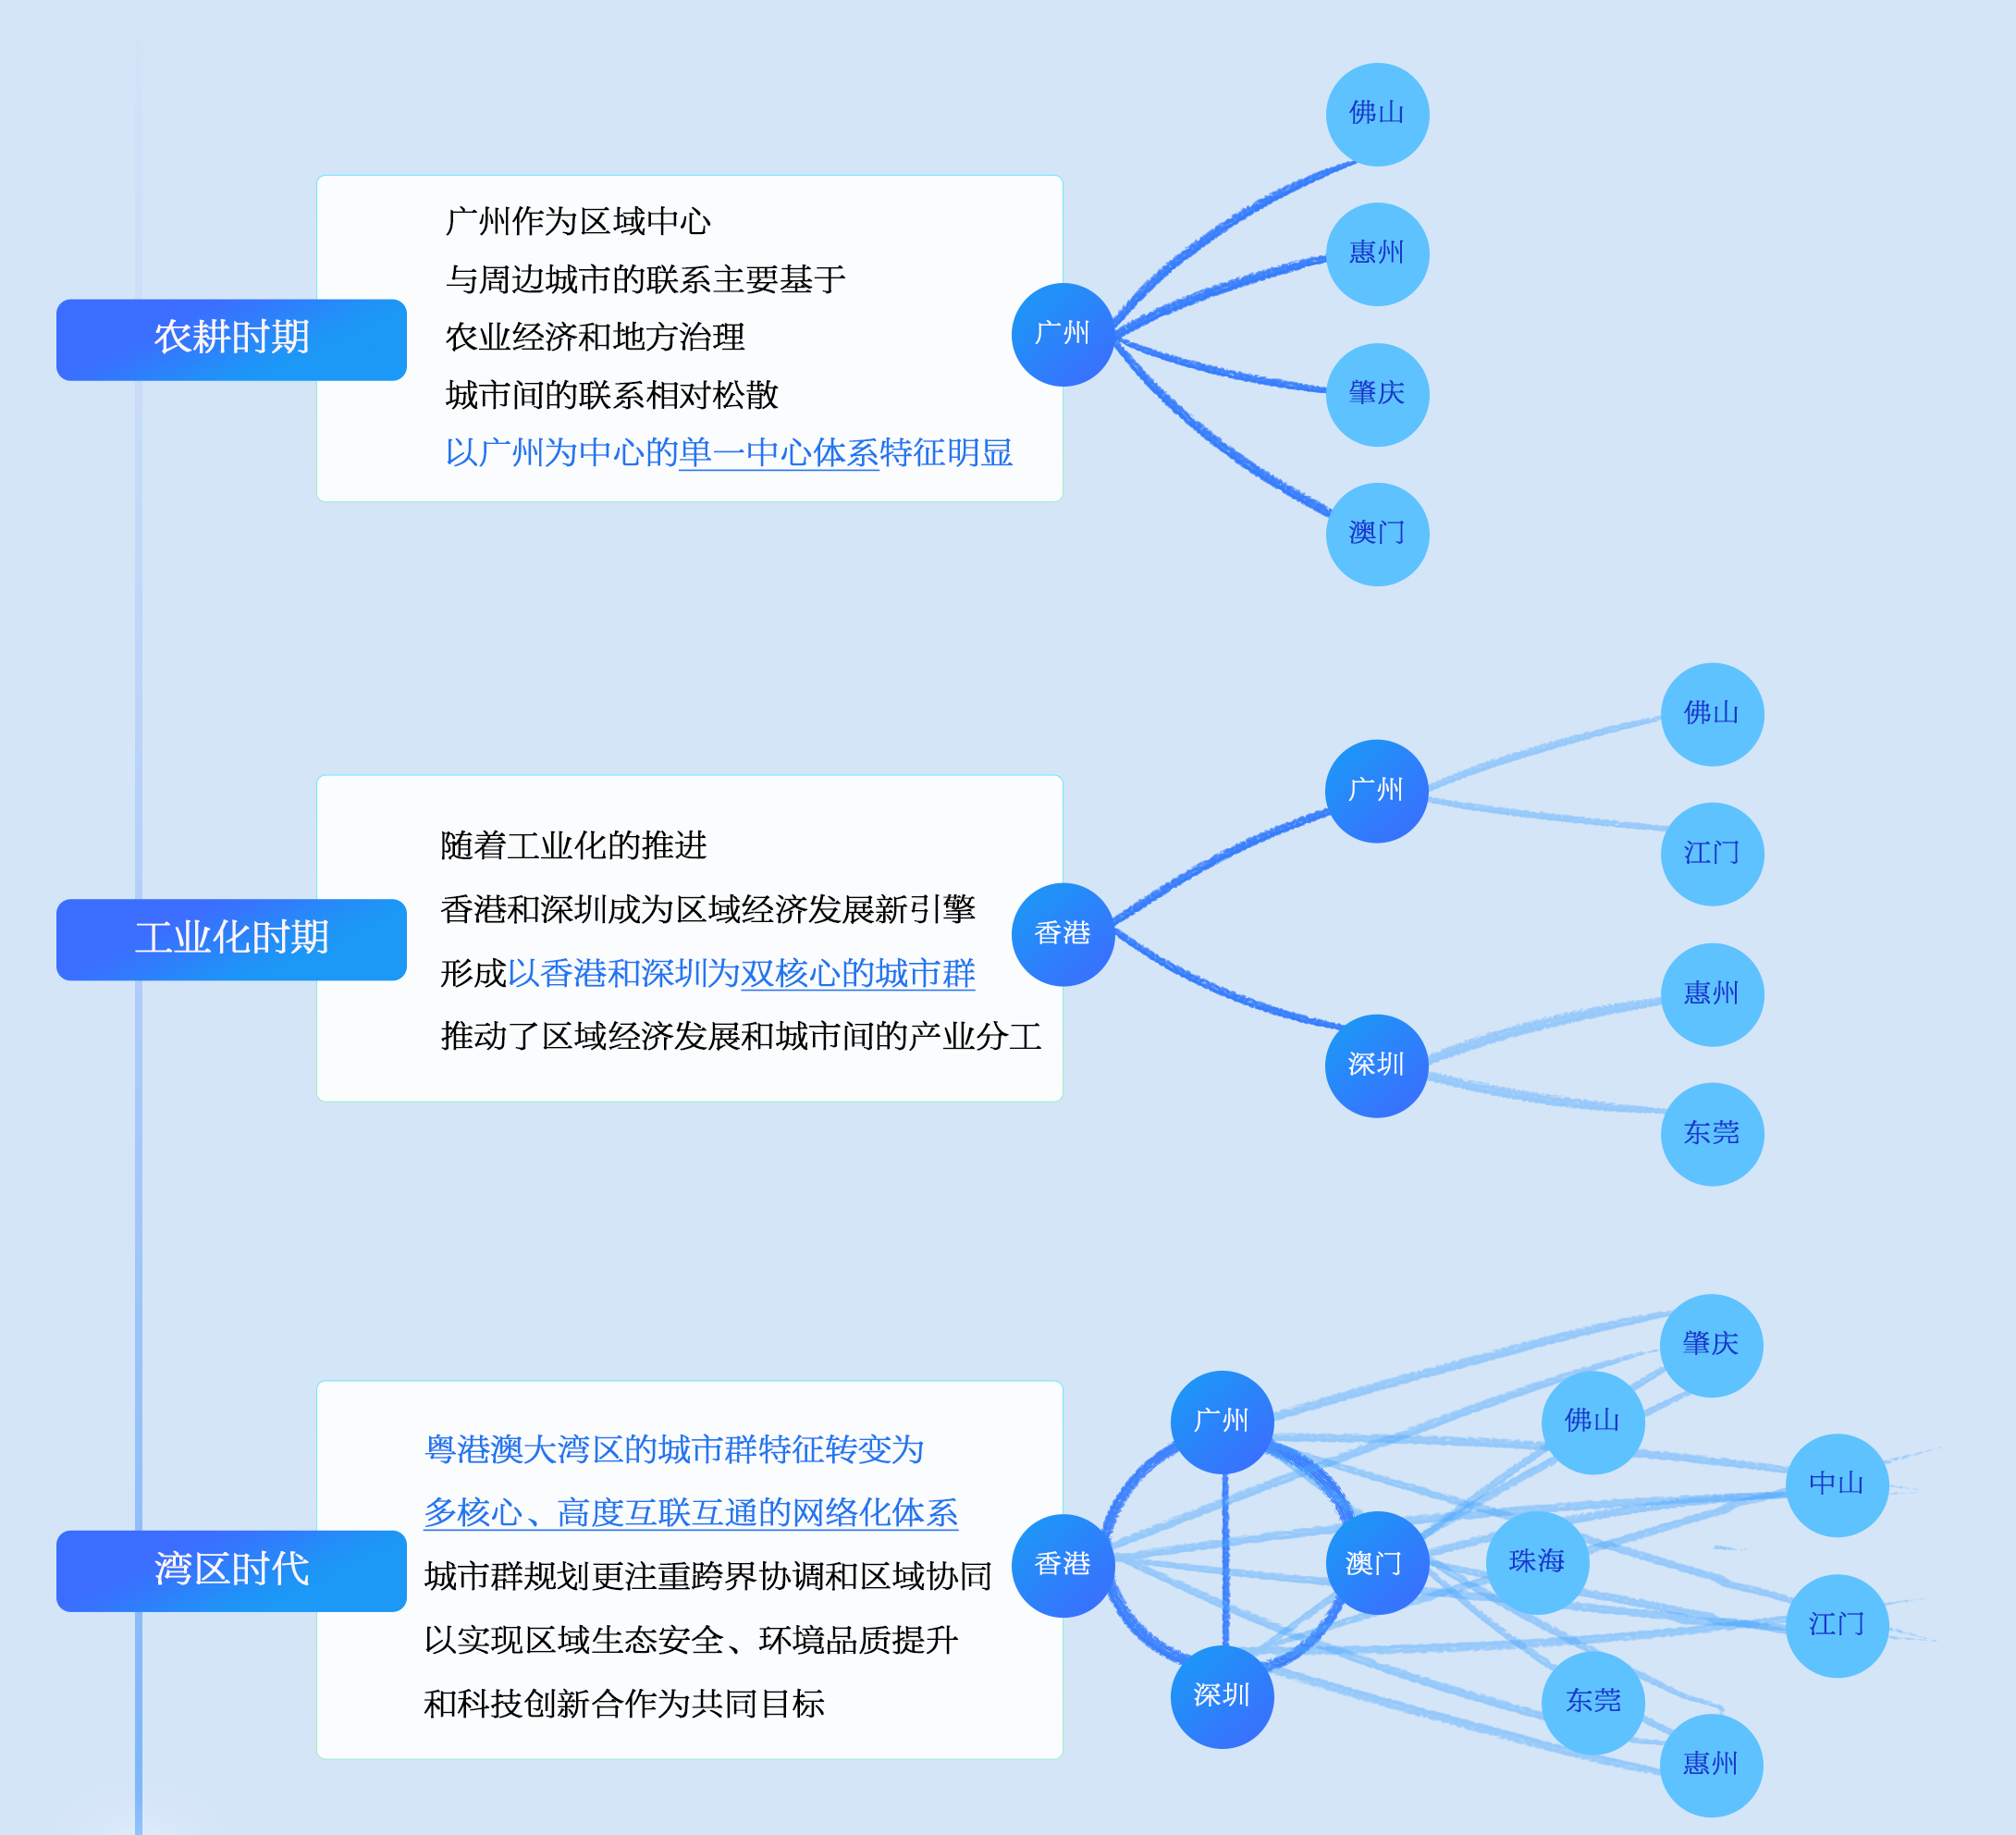 农耕时期
广州作为区域中心
与周边城市的联系主要基于
农业经济和地方治理
城市间的联系相对松散
以广州为中心的单一中心体系特征明显
广州
佛山
惠州
肇庆
澳门
工业化时期
随着工业化的推进
香港和深圳成为区域经济发展新引擎
形成以香港和深圳为双核心的城市群
推动了区域经济发展和城市间的产业分工
香港
广州
深圳
佛山
江门
惠州
东莞
湾区时代
粤港澳大湾区的城市群特征转变为
多核心、高度互联互通的网络化体系
城市群规划更注重跨界协调和区域协同
以实现区域生态安全、环境品质提升
和科技创新合作为共同目标
香港
广州
澳门
深圳
肇庆
佛山
中山
珠海
江门
东莞
惠州